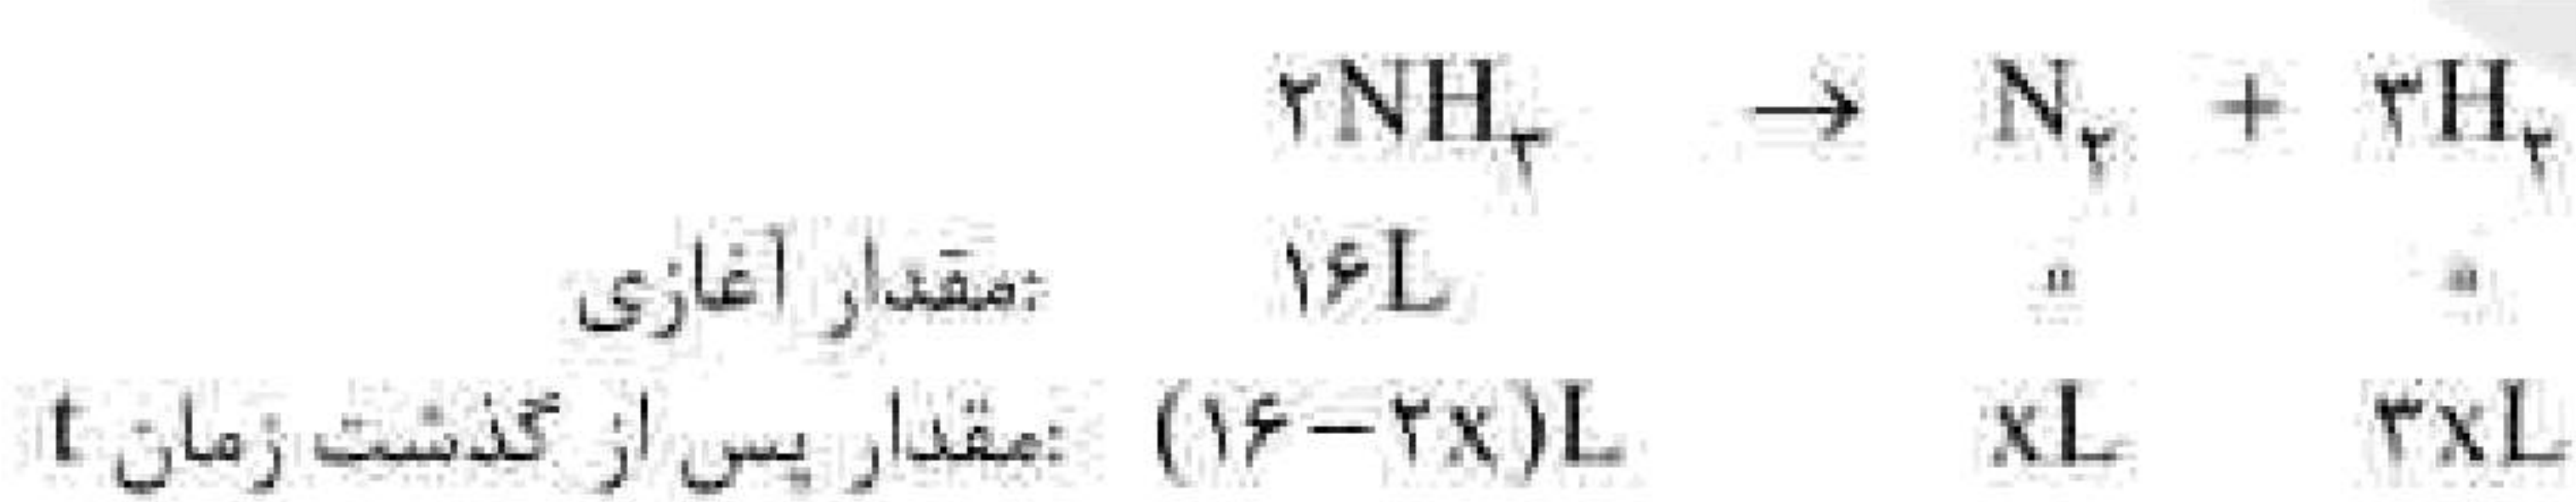 ۲NH۳ → N۲ + ۳H۲
مقدار آغازی: ۱۶L ۰ ۰
مقدار پس از گذشت زمان t: (۱۶−۲x)L xL ۳xL